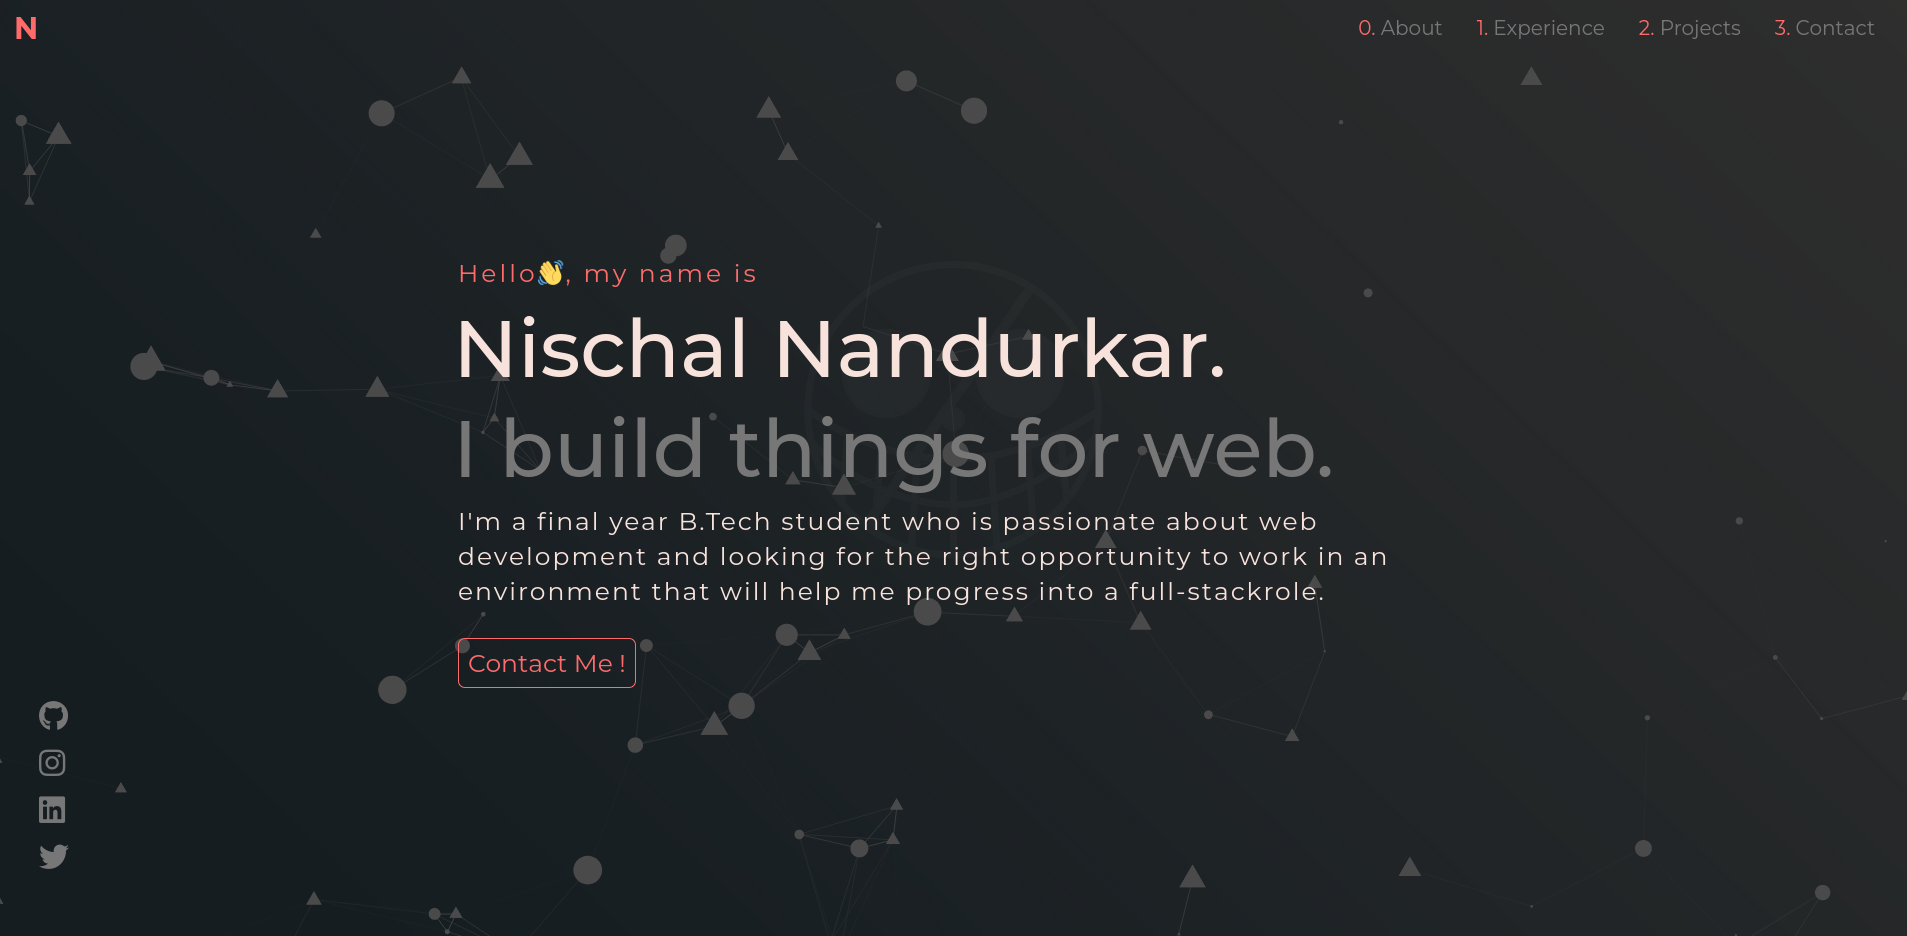 N
0. About 1. Experience 2. Projects 3. Contact
Hello👋, my name is
Nischal Nandurkar.
I build things for web.
I'm a final year B.Tech student who is passionate about web
development and looking for the right opportunity to work in an
environment that will help me progress into a full-stackrole.
Contact Me !